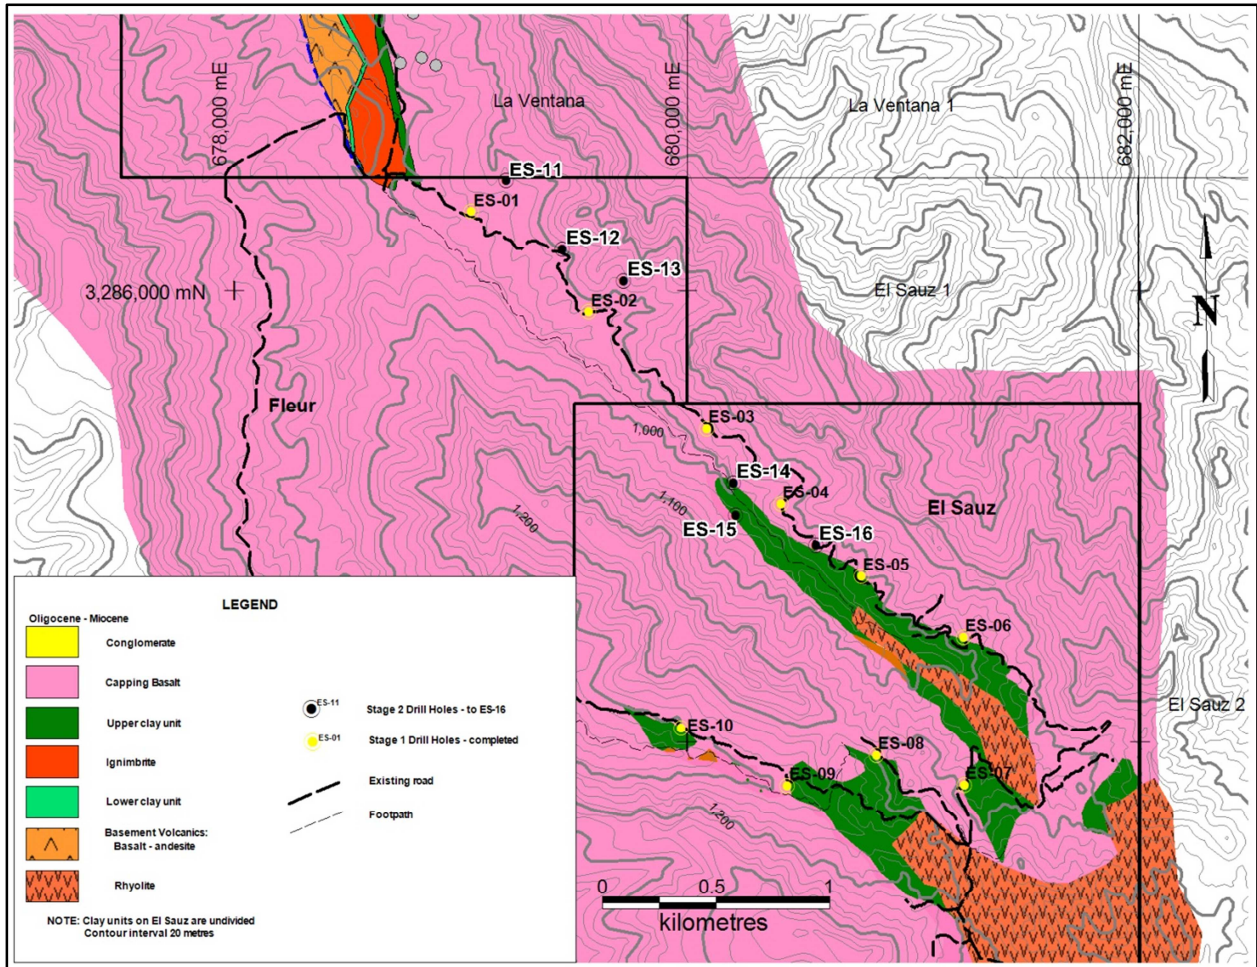 678,000 mE
680,000 mE
682,000 mE
La Ventana
La Ventana 1
ES-11
ES-01
ES-12
ES-13
3,286,000 mN
El Sauz 1
ES-02
N
Fleur
ES-03
1,000
ES-14
1,100
ES-04
El Sauz
1,200
ES-15
ES-16
ES-05
ES-06
El Sauz 2
ES-10
ES-08
ES-09
ES-07
1,200
LEGEND
Oligocene - Miocene
Conglomerate
Capping Basalt
Upper clay unit
Ignimbrite
Lower clay unit
Basement Volcanics:
Basalt - andesite
Rhyolite
ES-11
Stage 2 Drill Holes - to ES-16
ES-01
Stage 1 Drill Holes - completed
Existing road
Footpath
NOTE: Clay units on El Sauz are undivided
Contour interval 20 metres
0 0.5 1
kilometres